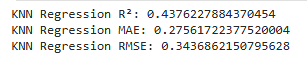 KNN Regression R²: 0.4376227884370454
KNN Regression MAE: 0.27561722377520004
KNN Regression RMSE: 0.3436862150795628